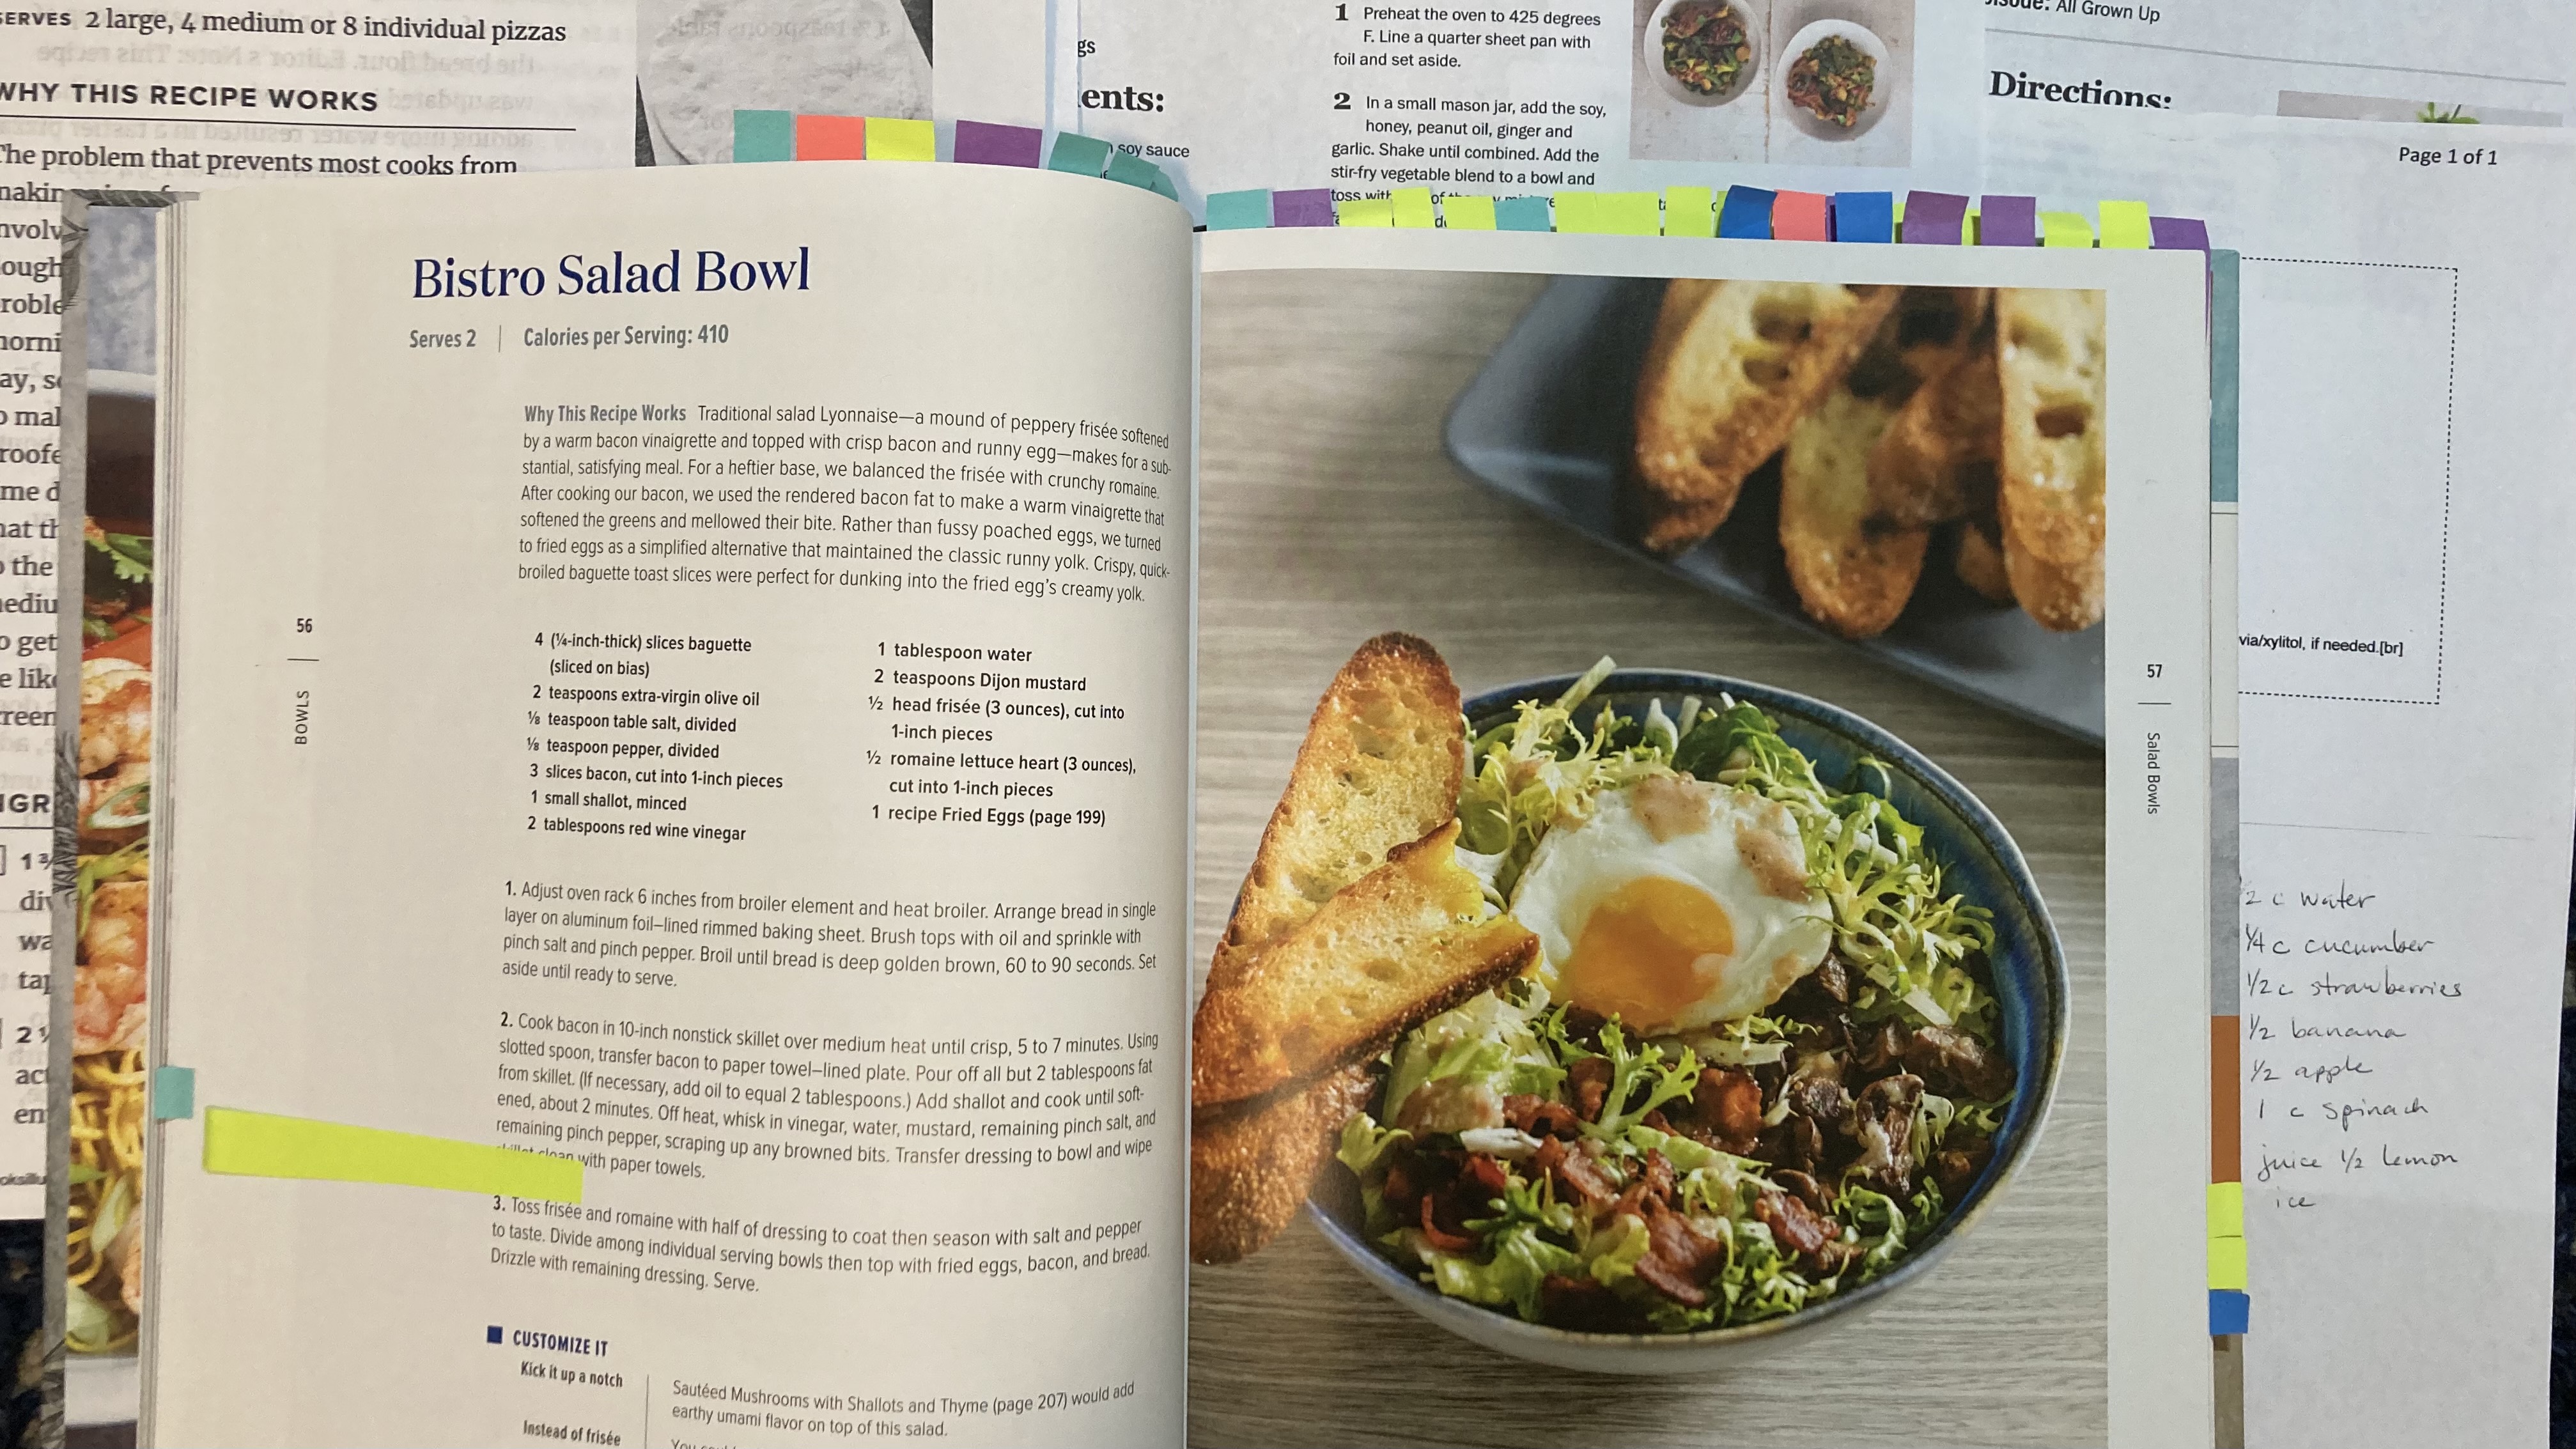 SERVES 2 large, 4 medium or 8 individual pizzas
WHY THIS RECIPE WORKS
The problem that prevents most cooks from
gs
ents:
soy sauce
1 Preheat the oven to 425 degrees
F. Line a quarter sheet pan with
foil and set aside.
2 In a small mason jar, add the soy,
honey, peanut oil, ginger and
garlic. Shake until combined. Add the
stir-fry vegetable blend to a bowl and
toss with of
All Grown Up
Directions:
Page 1 of 1
Bistro Salad Bowl
Serves 2 | Calories per Serving: 410
Why This Recipe Works Traditional salad Lyonnaise—a mound of peppery frisée softened
by a warm bacon vinaigrette and topped with crisp bacon and runny egg—makes for a sub-
stantial, satisfying meal. For a heftier base, we balanced the frisée with crunchy romaine.
After cooking our bacon, we used the rendered bacon fat to make a warm vinaigrette that
softened the greens and mellowed their bite. Rather than fussy poached eggs, we turned
to fried eggs as a simplified alternative that maintained the classic runny yolk. Crispy, quick-
broiled baguette toast slices were perfect for dunking into the fried egg's creamy yolk.
56
BOWLS
4 (¼-inch-thick) slices baguette
(sliced on bias)
2 teaspoons extra-virgin olive oil
⅛ teaspoon table salt, divided
⅛ teaspoon pepper, divided
3 slices bacon, cut into 1-inch pieces
1 small shallot, minced
2 tablespoons red wine vinegar
1 tablespoon water
2 teaspoons Dijon mustard
½ head frisée (3 ounces), cut into
1-inch pieces
½ romaine lettuce heart (3 ounces),
cut into 1-inch pieces
1 recipe Fried Eggs (page 199)
1. Adjust oven rack 6 inches from broiler element and heat broiler. Arrange bread in single
layer on aluminum foil–lined rimmed baking sheet. Brush tops with oil and sprinkle with
pinch salt and pinch pepper. Broil until bread is deep golden brown, 60 to 90 seconds. Set
aside until ready to serve.
2. Cook bacon in 10-inch nonstick skillet over medium heat until crisp, 5 to 7 minutes. Using
slotted spoon, transfer bacon to paper towel–lined plate. Pour off all but 2 tablespoons fat
from skillet. (If necessary, add oil to equal 2 tablespoons.) Add shallot and cook until soft-
ened, about 2 minutes. Off heat, whisk in vinegar, water, mustard, remaining pinch salt, and
remaining pinch pepper, scraping up any browned bits. Transfer dressing to bowl and wipe
with paper towels.
3. Toss frisée and romaine with half of dressing to coat then season with salt and pepper
to taste. Divide among individual serving bowls then top with fried eggs, bacon, and bread.
Drizzle with remaining dressing. Serve.
CUSTOMIZE IT
Kick it up a notch
Sautéed Mushrooms with Shallots and Thyme (page 207) would add
earthy umami flavor on top of this salad.
Instead of frisée
57
Salad Bowls
via/xylitol, if needed.[br]
½ c water
¼ c cucumber
½ c strawberries
½ banana
½ apple
1 c spinach
juice ½ lemon
ice